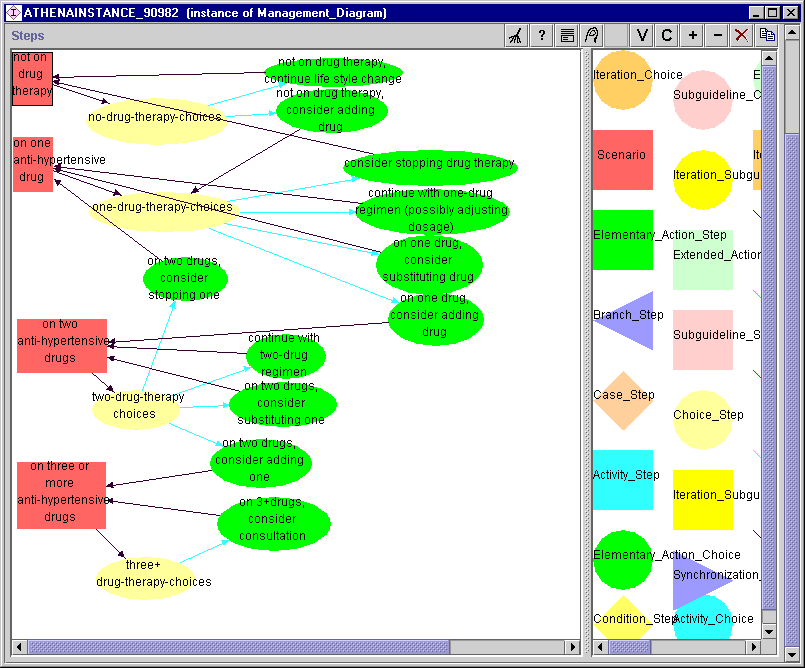 ATHENAINSTANCE_90982 (instance of Management_Diagram)
Steps
? V C + −
not on
drug
therapy
not on drug therapy,
continue life style change
not on drug therapy,
consider adding
drug
no-drug-therapy-choices
on one
anti-hypertensive
drug
consider stopping drug therapy
continue with one-drug
regimen (possibly adjusting
dosage)
one-drug-therapy-choices
on one drug,
consider
substituting drug
on two drugs,
consider
stopping one
on one drug,
consider adding
drug
on two
anti-hypertensive
drugs
continue with
two-drug
regimen
two-drug-therapy
choices
on two drugs,
consider
substituting one
on two drugs,
consider adding
one
on three or
more
anti-hypertensive
drugs
on 3+drugs,
consider
consultation
three+
drug-therapy-choices
Iteration_Choice
Subguideline_C
Scenario
Iteration_Subgu
Elementary_Action_Step
Extended_Action
Branch_Step
Subguideline_S
Case_Step
Choice_Step
Activity_Step
Iteration_Subgu
Elementary_Action_Choice
Synchronization_
Condition_Step
Activity_Choice